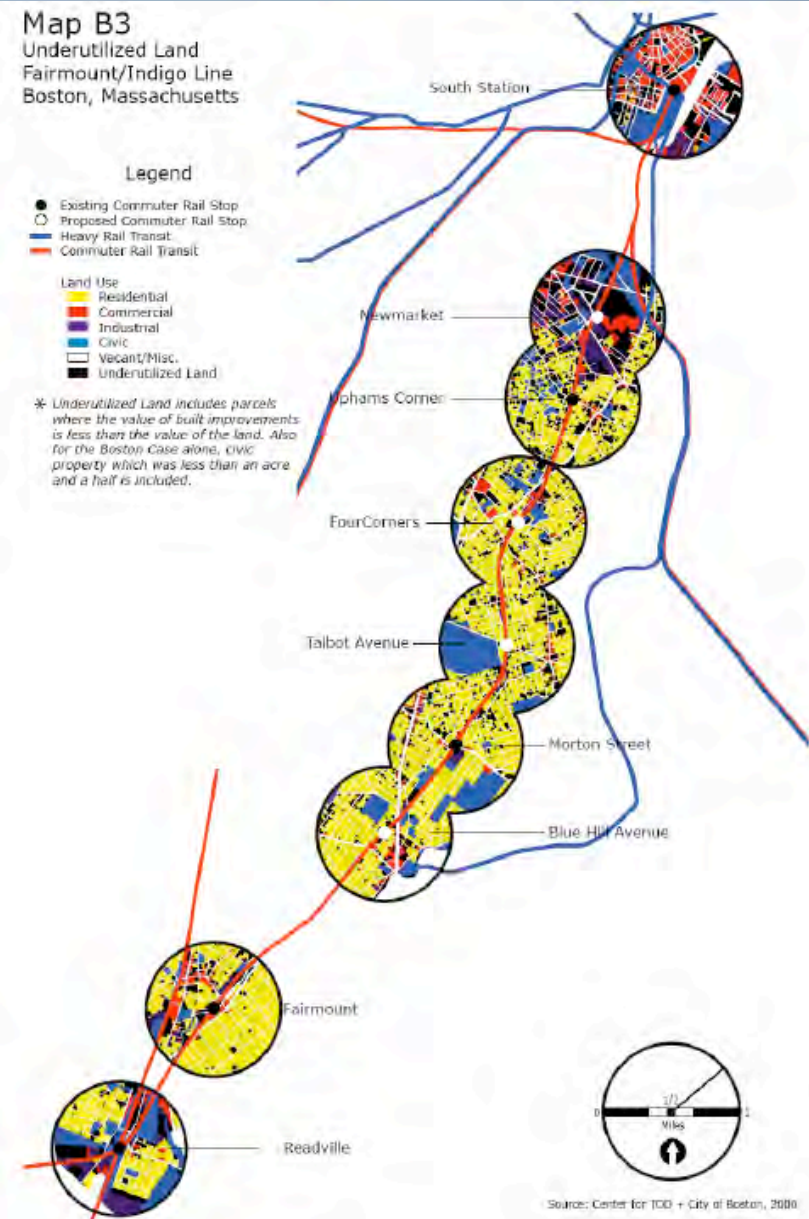 Map B3
Underutilized Land
Fairmount/Indigo Line
Boston, Massachusetts
Legend
Existing Commuter Rail Stop
Proposed Commuter Rail Stop
Heavy Rail Transit
Commuter Rail Transit
Land Use
Residential
Commercial
Industrial
Civic
Vacant/Misc.
Underutilized Land
* Underutilized Land includes parcels
where the value of built improvements
is less than the value of the land. Also
for the Boston Case alone, civic
property which was less than an acre
and a half is included.
South Station
Newmarket
Uphams Corner
FourCorners
Talbot Avenue
Morton Street
Blue Hill Avenue
Fairmount
Readville
1/2
0 1
Miles
Source: Center for TOD + City of Boston,